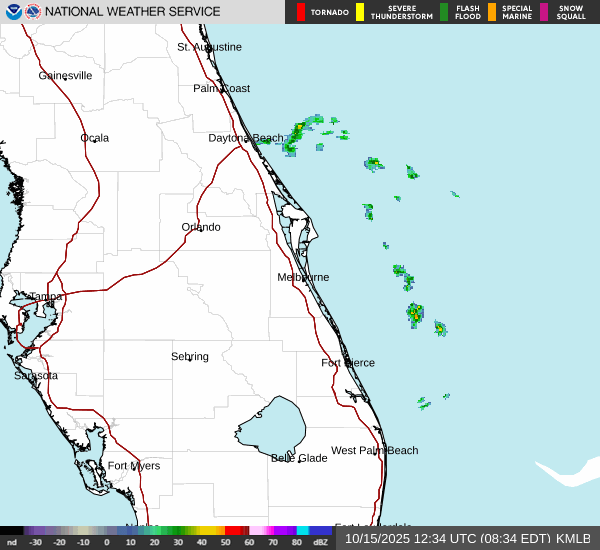 NATIONAL WEATHER SERVICE
TORNADO
SEVERE THUNDERSTORM
FLASH FLOOD
SPECIAL MARINE
SNOW SQUALL
St. Augustine
Gainesville
Palm Coast
Ocala
Daytona Beach
Orlando
Melbourne
Tampa
Sebring
Fort Pierce
Sarasota
West Palm Beach
Belle Glade
Fort Myers
nd -30 -20 -10 0 10 20 30 40 50 60 70 80 dBZ
10/15/2025 12:34 UTC (08:34 EDT) KMLB